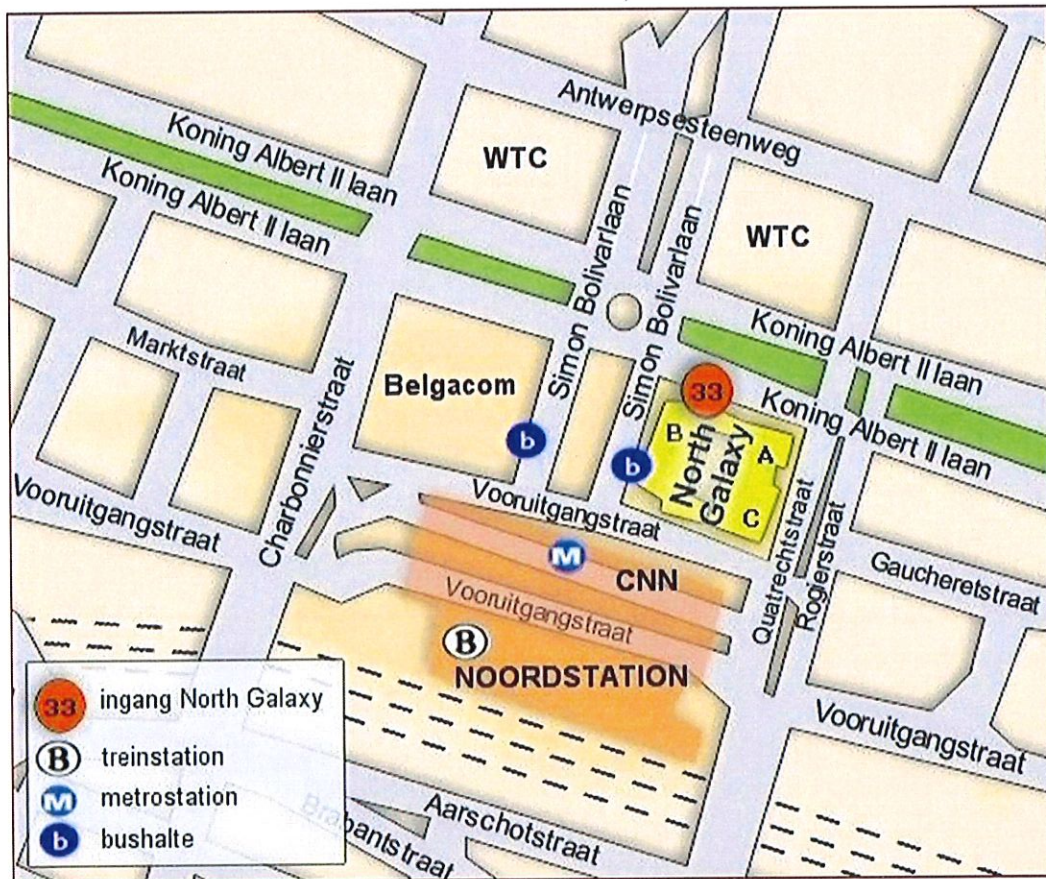 Antwerpsesteenweg
Koning Albert II laan
Koning Albert II laan
WTC
WTC
Simon Bolivarlaan
Simon Bolivarlaan
Koning Albert II laan
Koning Albert II laan
Marktstraat
Belgacom
33
B
A
C
North
Galaxy
b
b
Charbonnierstraat
Vooruitgangstraat
Vooruitgangstraat
M
CNN
Vooruitgangstraat
B
NOORDSTATION
Quatrechtstraat
Rogierstraat
Gaucheretstraat
Vooruitgangstraat
Aarschotstraat
Brabantstraat
33 ingang North Galaxy
B treinstation
M metrostation
b bushalte